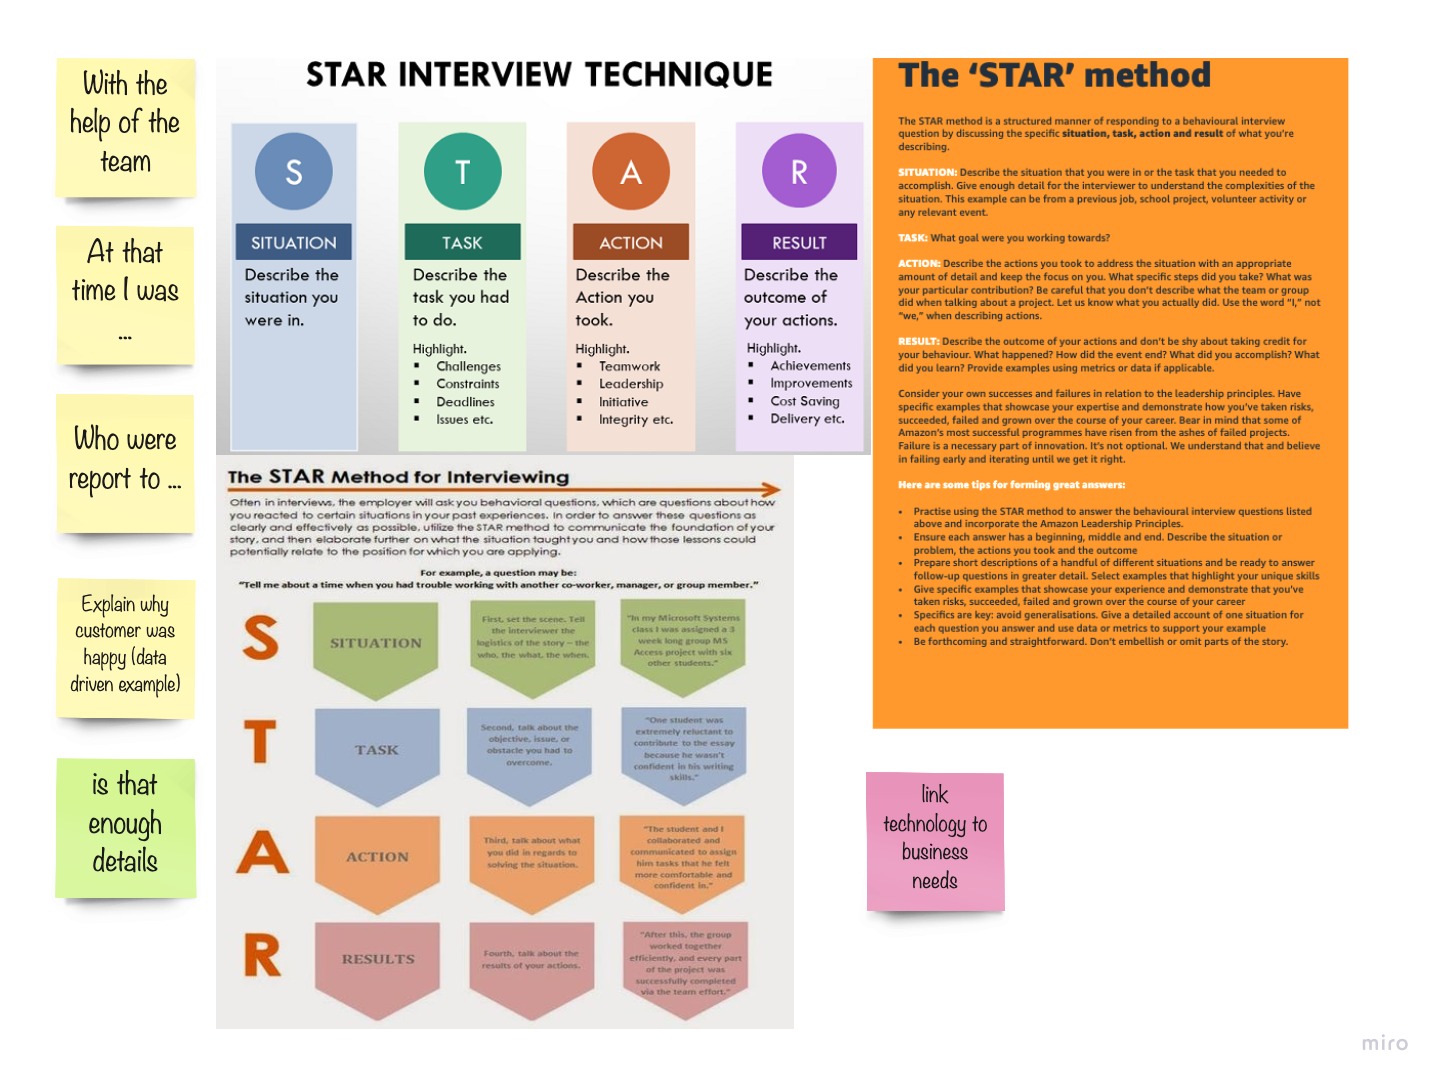 With the
help of the
team
At that
time I was
...
Who were
report to ...
Explain why
customer was
happy (data
driven example)
is that
enough
details
STAR INTERVIEW TECHNIQUE
S
SITUATION
Describe the
situation you
were in.
T
TASK
Describe the
task you had
to do.
Highlight.
▪ Challenges
▪ Constraints
▪ Deadlines
▪ Issues etc.
A
ACTION
Describe the
Action you
took.
Highlight.
▪ Teamwork
▪ Leadership
▪ Initiative
▪ Integrity etc.
R
RESULT
Describe the
outcome of
your actions.
Highlight.
▪ Achievements
▪ Improvements
▪ Cost Saving
▪ Delivery etc.
The STAR Method for Interviewing
Often in interviews, the employer will ask you behavioral questions, which are questions about how
you reacted to certain situations in your past experiences. In order to answer these questions as
clearly and effectively as possible, utilize the STAR method to communicate the foundation of your
story, and then elaborate further on what the situation taught you and how those lessons could
potentially relate to the position for which you are applying.
For example, a question may be:
"Tell me about a time when you had trouble working with another co-worker, manager, or group member."
S
SITUATION
First, set the scene. Tell
the interviewer the
logistics of the story – the
who, the what, the when.
"In my Microsoft Systems
class I was assigned a 3
week long group MS
Access project with six
other students."
T
TASK
Second, talk about the
objective, issue, or
obstacle you had to
overcome.
"One student was
extremely reluctant to
contribute to the essay
because he wasn't
confident in his writing
skills."
A
ACTION
Third, talk about what
you did in regards to
solving the situation.
"The student and I
collaborated and
communicated to assign
him tasks that he felt
more comfortable and
confident in."
R
RESULTS
Fourth, talk about the
results of your actions.
"After this, the group
worked together
efficiently, and every part
of the project was
successfully completed
via the team effort."
The ‘STAR’ method
The STAR method is a structured manner of responding to a behavioural interview
question by discussing the specific situation, task, action and result of what you’re
describing.
SITUATION: Describe the situation that you were in or the task that you needed to
accomplish. Give enough detail for the interviewer to understand the complexities of the
situation. This example can be from a previous job, school project, volunteer activity or
any relevant event.
TASK: What goal were you working towards?
ACTION: Describe the actions you took to address the situation with an appropriate
amount of detail and keep the focus on you. What specific steps did you take? What was
your particular contribution? Be careful that you don’t describe what the team or group
did when talking about a project. Let us know what you actually did. Use the word “I,” not
“we,” when describing actions.
RESULT: Describe the outcome of your actions and don’t be shy about taking credit for
your behaviour. What happened? How did the event end? What did you accomplish? What
did you learn? Provide examples using metrics or data if applicable.
Consider your own successes and failures in relation to the leadership principles. Have
specific examples that showcase your expertise and demonstrate how you’ve taken risks,
succeeded, failed and grown over the course of your career. Bear in mind that some of
Amazon’s most successful programmes have risen from the ashes of failed projects.
Failure is a necessary part of innovation. It’s not optional. We understand that and believe
in failing early and iterating until we get it right.
Here are some tips for forming great answers:
• Practise using the STAR method to answer the behavioural interview questions listed
above and incorporate the Amazon Leadership Principles.
• Ensure each answer has a beginning, middle and end. Describe the situation or
problem, the actions you took and the outcome
• Prepare short descriptions of a handful of different situations and be ready to answer
follow-up questions in greater detail. Select examples that highlight your unique skills
• Give specific examples that showcase your experience and demonstrate that you’ve
taken risks, succeeded, failed and grown over the course of your career
• Specifics are key: avoid generalisations. Give a detailed account of one situation for
each question you answer and use data or metrics to support your example
• Be forthcoming and straightforward. Don’t embellish or omit parts of the story.
link
technology to
business
needs
miro